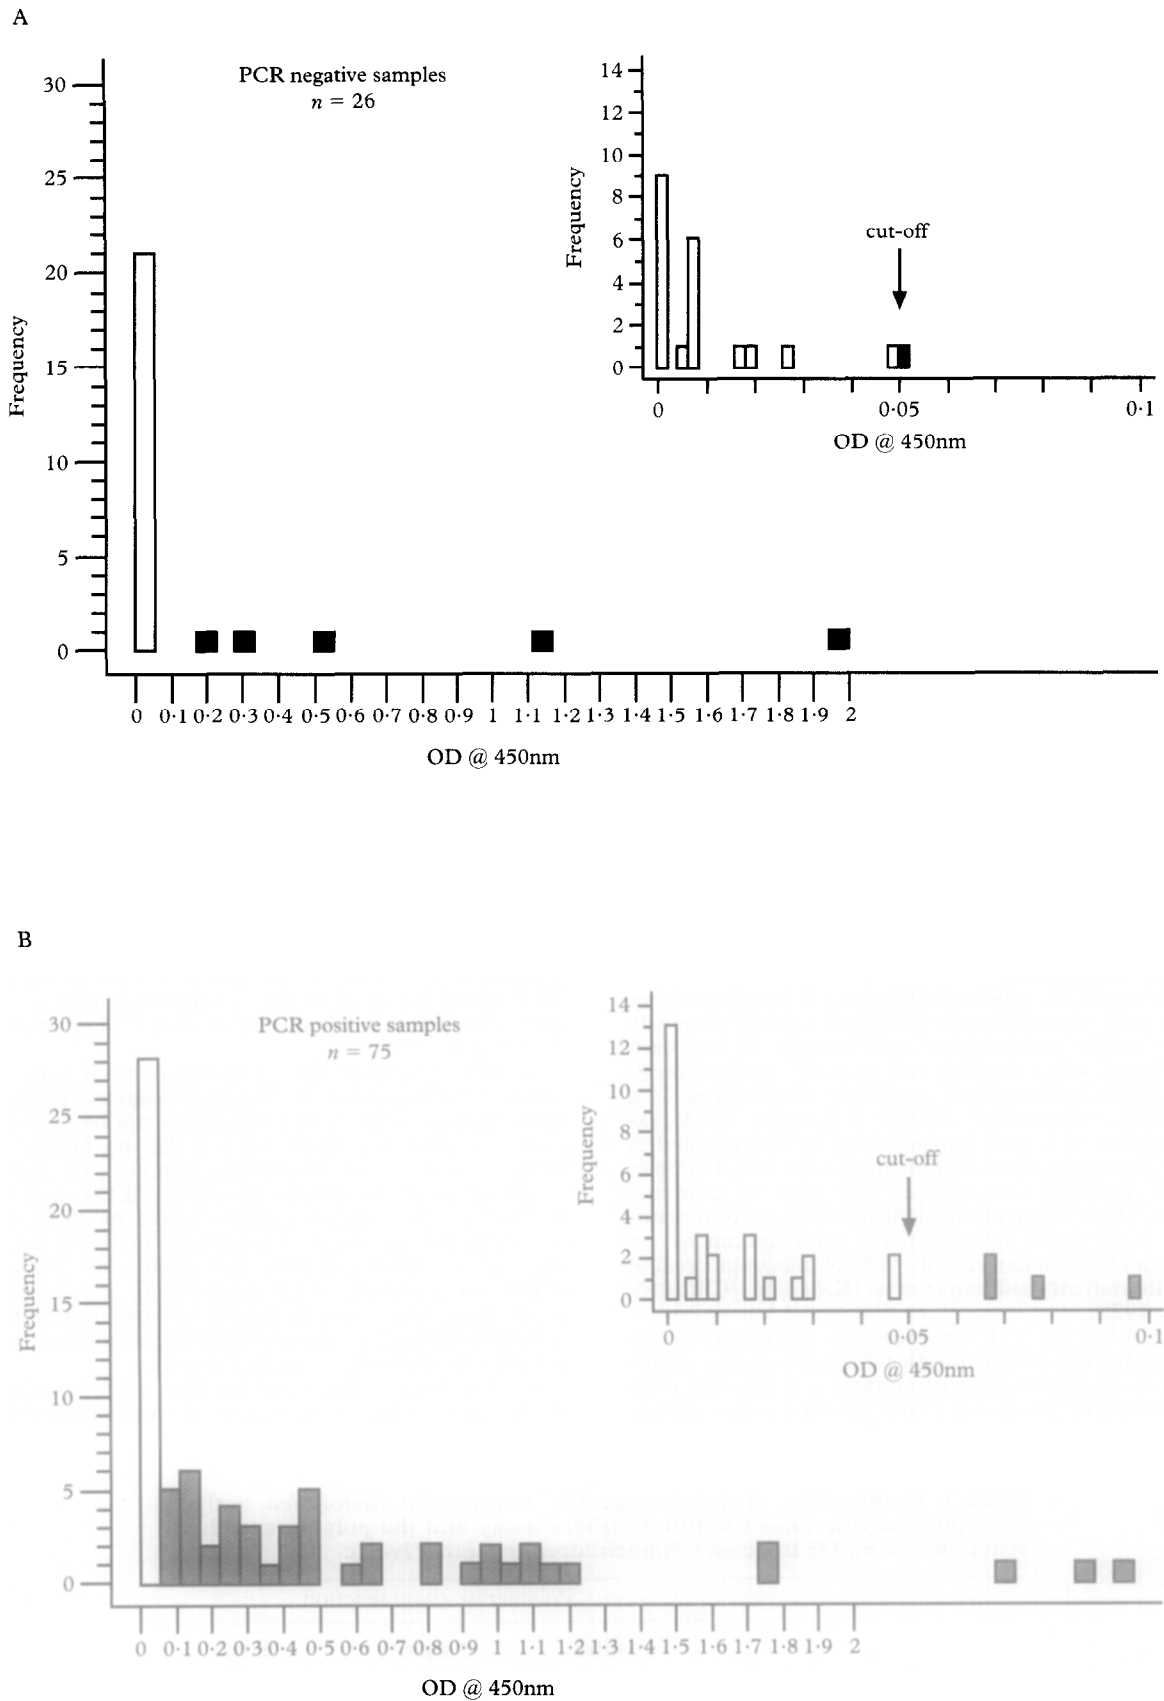 A
PCR negative samples
n = 26
Frequency
30
25
20
15
10
5
0
0 0·1 0·2 0·3 0·4 0·5 0·6 0·7 0·8 0·9 1 1·1 1·2 1·3 1·4 1·5 1·6 1·7 1·8 1·9 2
OD @ 450nm
Frequency
14
12
10
8
6
4
2
0
cut-off
0 0·05 0·1
OD @ 450nm
B
PCR positive samples
n = 75
Frequency
30
25
20
15
10
5
0
0 0·1 0·2 0·3 0·4 0·5 0·6 0·7 0·8 0·9 1 1·1 1·2 1·3 1·4 1·5 1·6 1·7 1·8 1·9 2
OD @ 450nm
Frequency
14
12
10
8
6
4
2
0
cut-off
0 0·05 0·1
OD @ 450nm